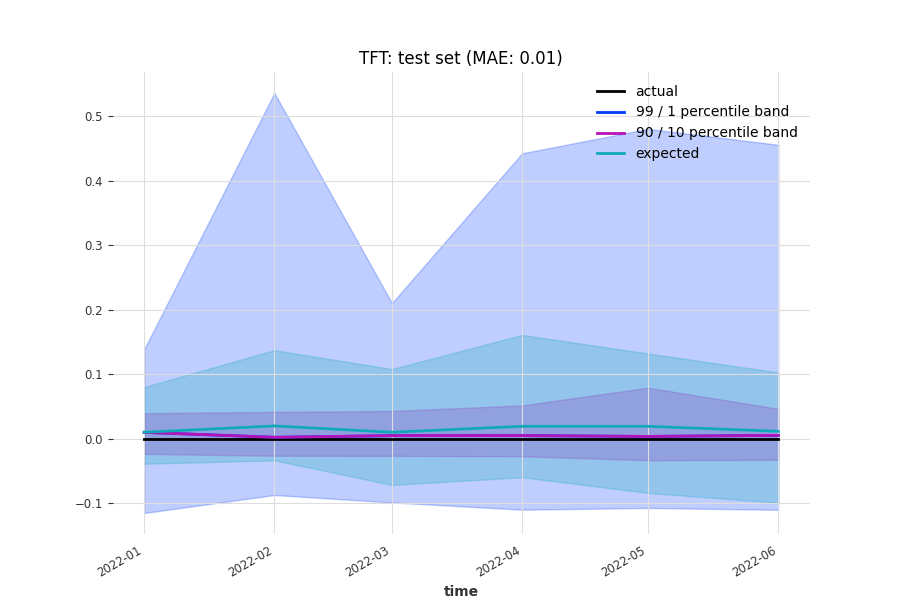 TFT: test set (MAE: 0.01)
actual
99 / 1 percentile band
90 / 10 percentile band
expected
0.5
0.4
0.3
0.2
0.1
0.0
−0.1
2022-01
2022-02
2022-03
2022-04
2022-05
2022-06
time